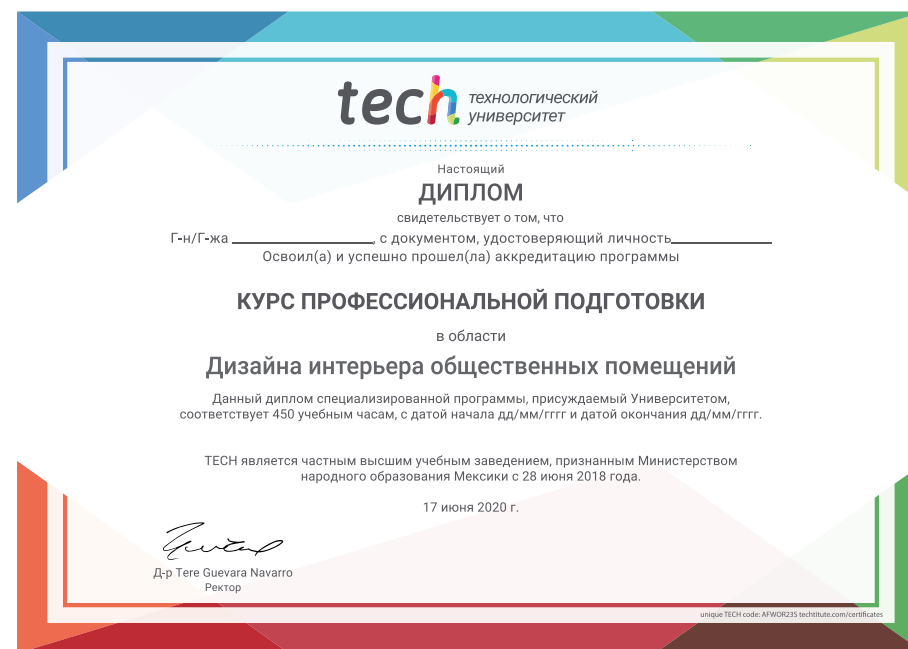 tech технологический
университет
Настоящий
ДИПЛОМ
свидетельствует о том, что
Г-н/Г-жа ____________________, с документом, удостоверяющий личность______________
Освоил(а) и успешно прошел(ла) аккредитацию программы
КУРС ПРОФЕССИОНАЛЬНОЙ ПОДГОТОВКИ
в области
Дизайна интерьера общественных помещений
Данный диплом специализированной программы, присуждаемый Университетом,
соответствует 450 учебным часам, с датой начала дд/мм/гггг и датой окончания дд/мм/гггг.
TECH является частным высшим учебным заведением, признанным Министерством
народного образования Мексики с 28 июня 2018 года.
17 июня 2020 г.
Д-р Tere Guevara Navarro
Ректор
unique TECH code: AFWOR23S techtitute.com/certificates